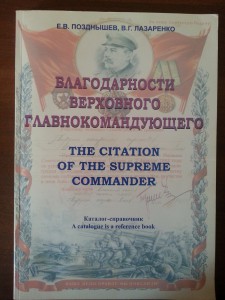 Е.В. ПОЗДНЫШЕВ, В.Г. ЛАЗАРЕНКО
БЛАГОДАРНОСТИ
ВЕРХОВНОГО
ГЛАВНОКОМАНДУЮЩЕГО
THE CITATION
OF THE SUPREME
COMMANDER
Каталог-справочник
A catalogue is a reference book